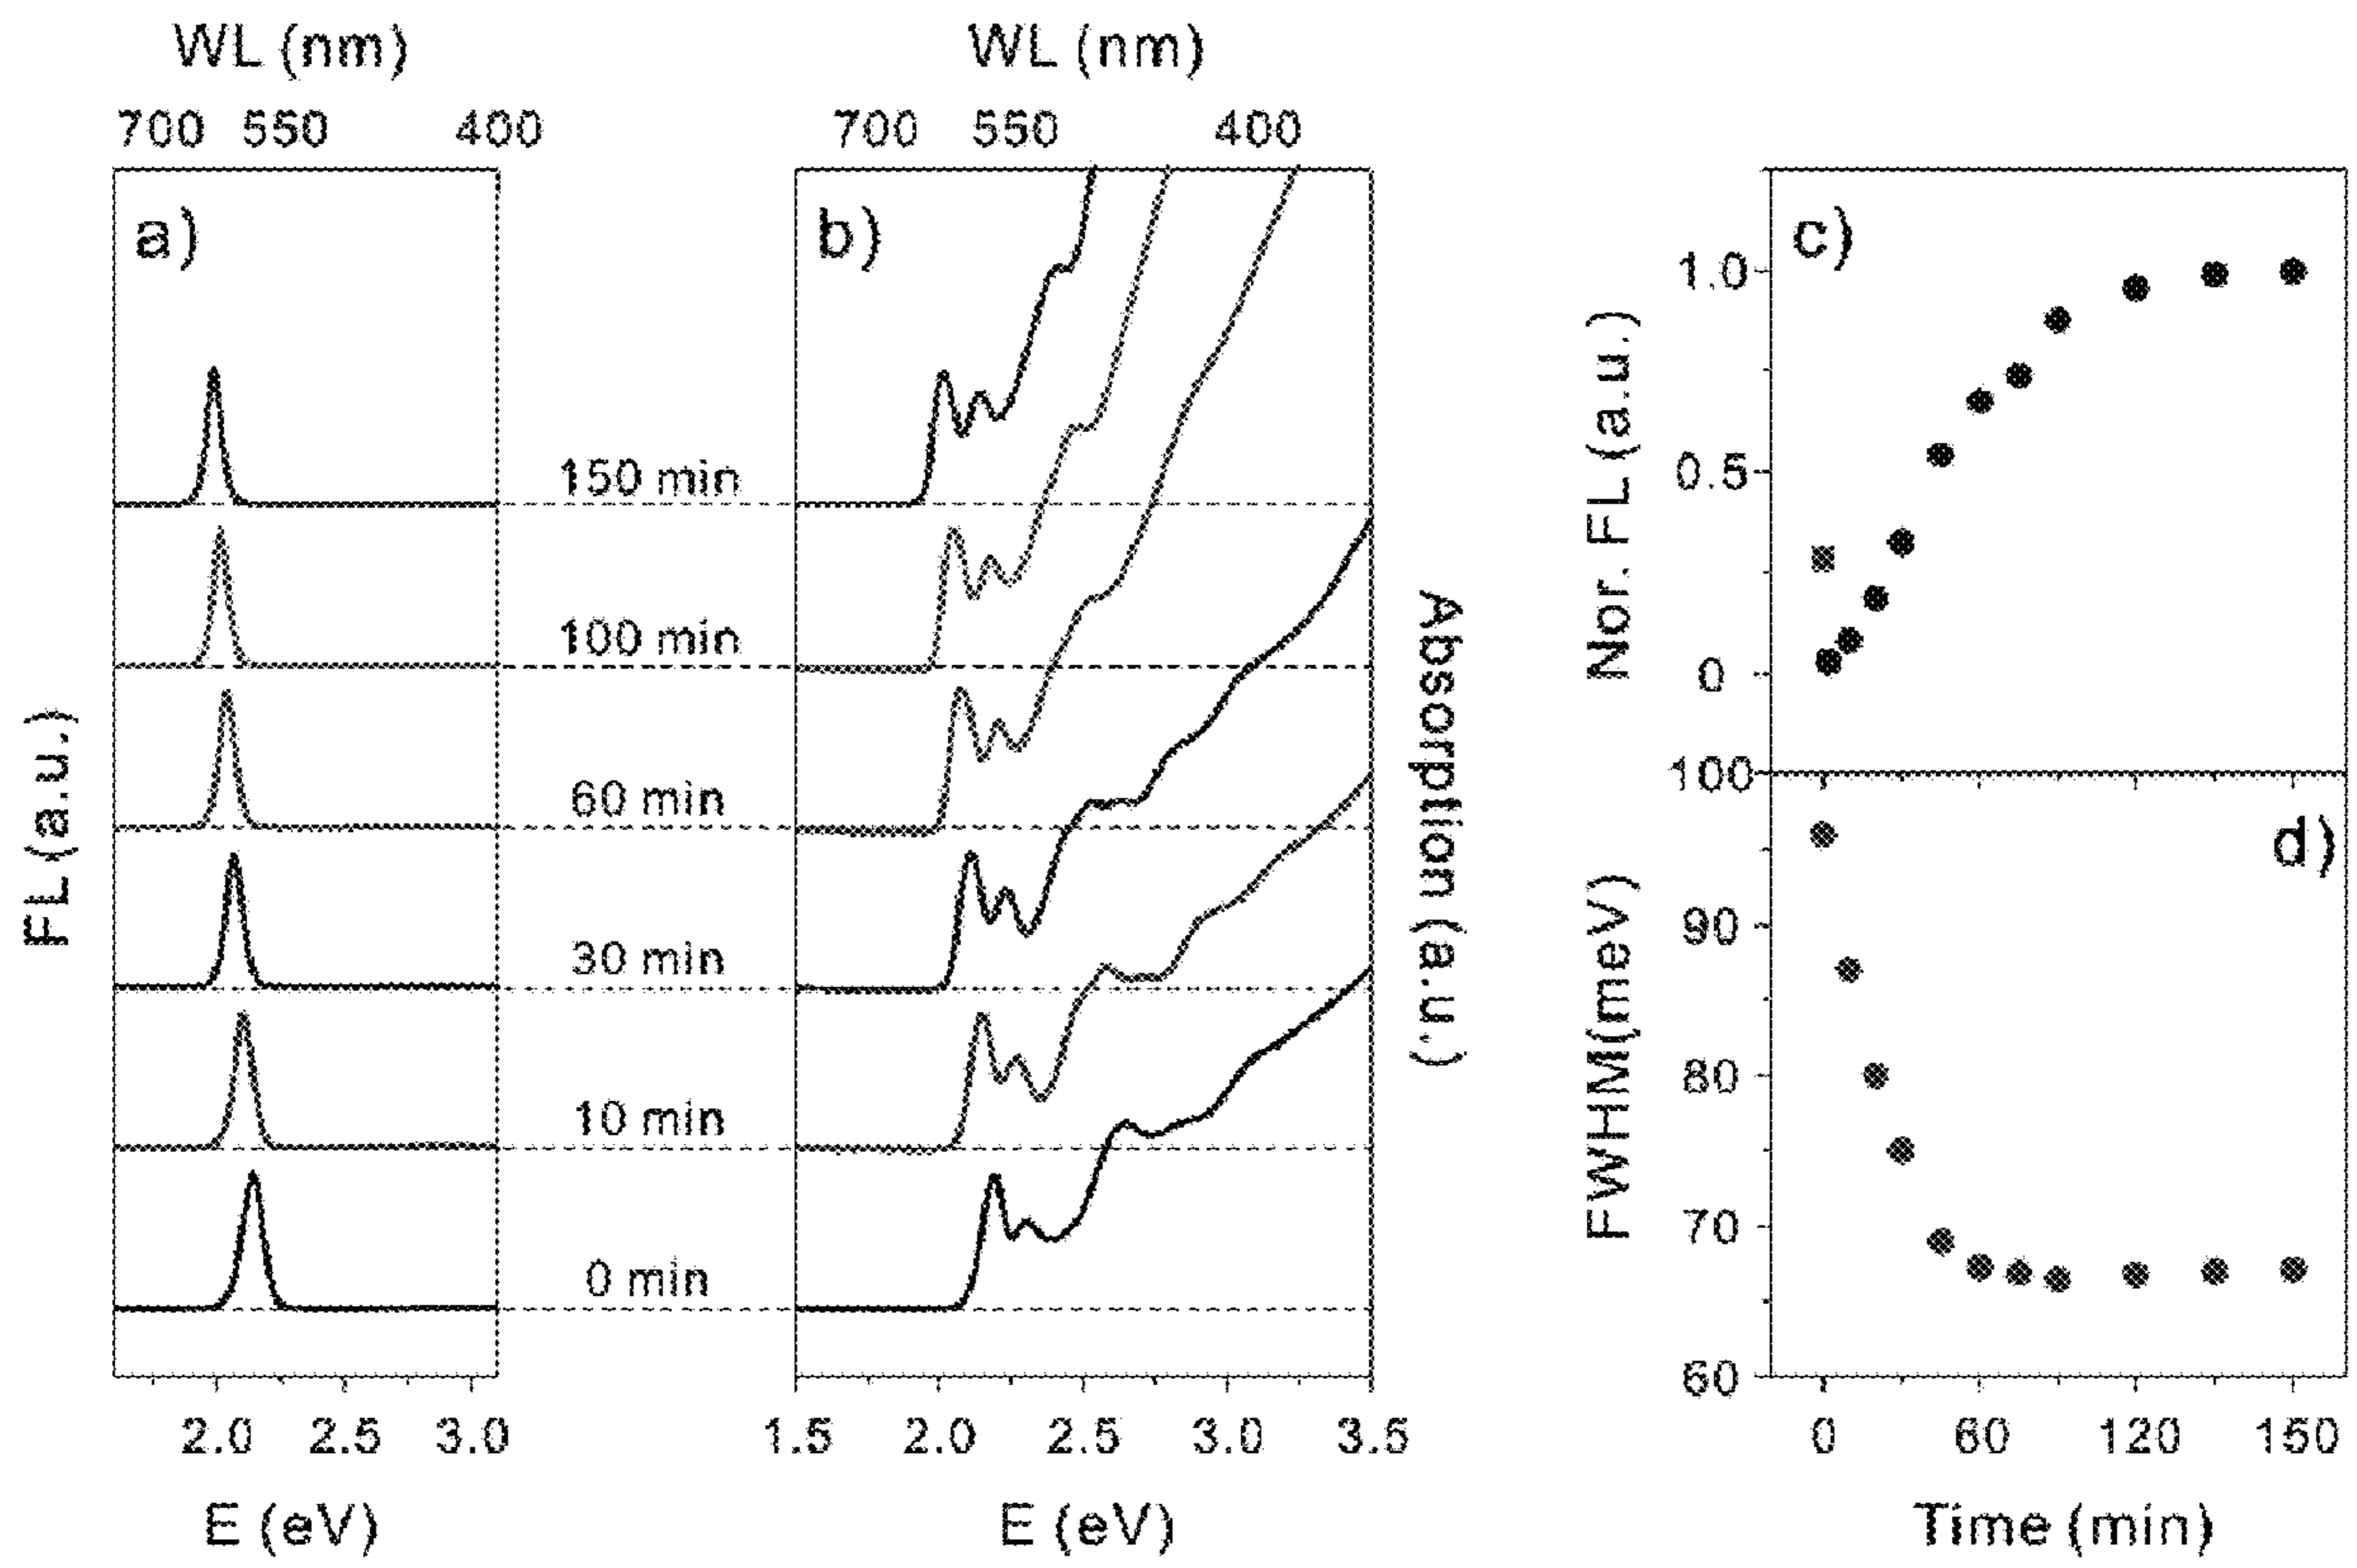 WL (nm)
WL (nm)
700 550 400
700 550 400
a)
b)
c)
1.0
0.5
0
Nor. FL (a.u.)
150 min
100 min
60 min
30 min
10 min
0 min
FL (a.u.)
Absorption (a.u.)
100
90
80
70
60
FWHM(meV)
d)
2.0 2.5 3.0
1.5 2.0 2.5 3.0 3.5
0 60 120 150
E (eV)
E (eV)
Time (min)